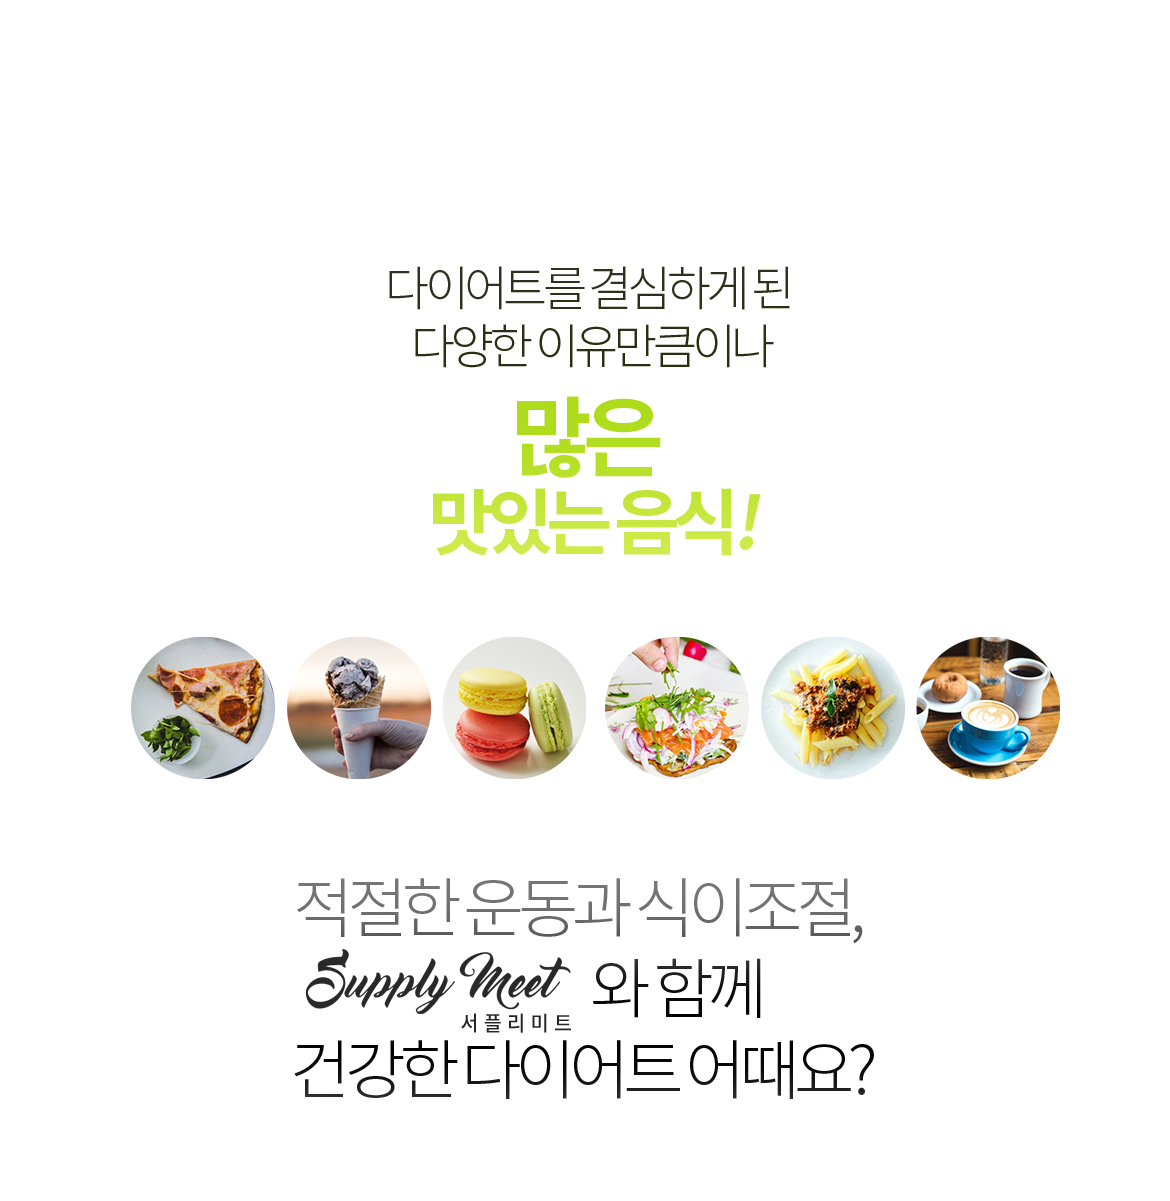 다이어트를 결심하게 된
다양한 이유만큼이나
많은
맛있는 음식!
적절한 운동과 식이조절,
Supply Meet 와 함께
서플리미트
건강한 다이어트 어때요?